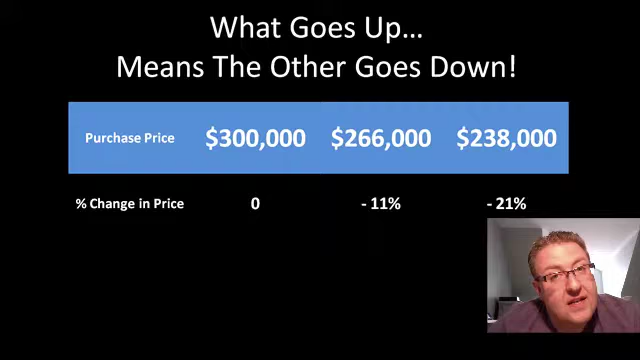 What Goes Up…
Means The Other Goes Down!
Purchase Price $300,000 $266,000 $238,000
% Change in Price 0 - 11% - 21%